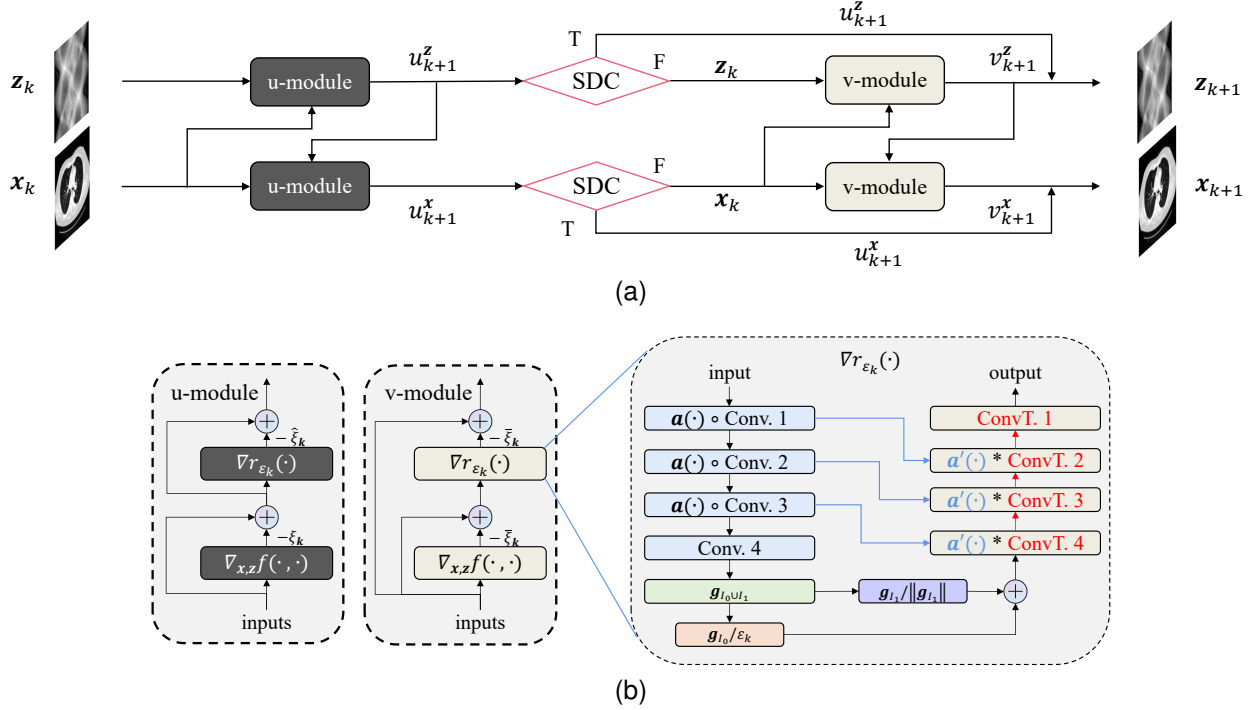 u^z_{k+1}
T
z_k
u-module
u^z_{k+1}
SDC
F
z_k
v-module
v^z_{k+1}
z_{k+1}
x_k
u-module
u^x_{k+1}
SDC
F
x_k
v-module
v^x_{k+1}
x_{k+1}
T
u^x_{k+1}
(a)
u-module
-ξ̂_k
∇r_{ε_k}(·)
-ξ_k
∇_{x,z}f(·,·)
inputs
v-module
-ξ̄_k
∇r_{ε_k}(·)
-ξ̄_k
∇_{x,z}f(·,·)
inputs
∇r_{ε_k}(·)
input
a(·) ∘ Conv. 1
a(·) ∘ Conv. 2
a(·) ∘ Conv. 3
Conv. 4
g_{I_0∪I_1}
g_{I_1}/‖g_{I_1}‖
g_{I_0}/ε_k
output
ConvT. 1
a'(·) * ConvT. 2
a'(·) * ConvT. 3
a'(·) * ConvT. 4
(b)